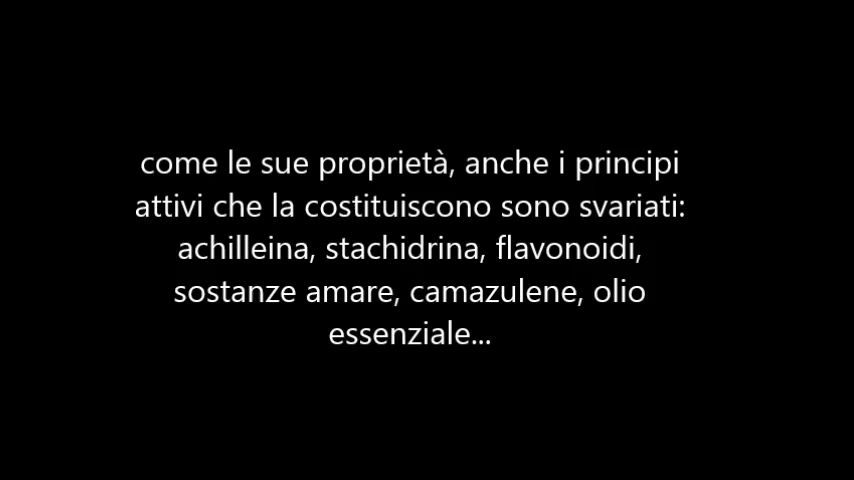 come le sue proprietà, anche i principi
attivi che la costituiscono sono svariati:
achilleina, stachidrina, flavonoidi,
sostanze amare, camazulene, olio
essenziale...